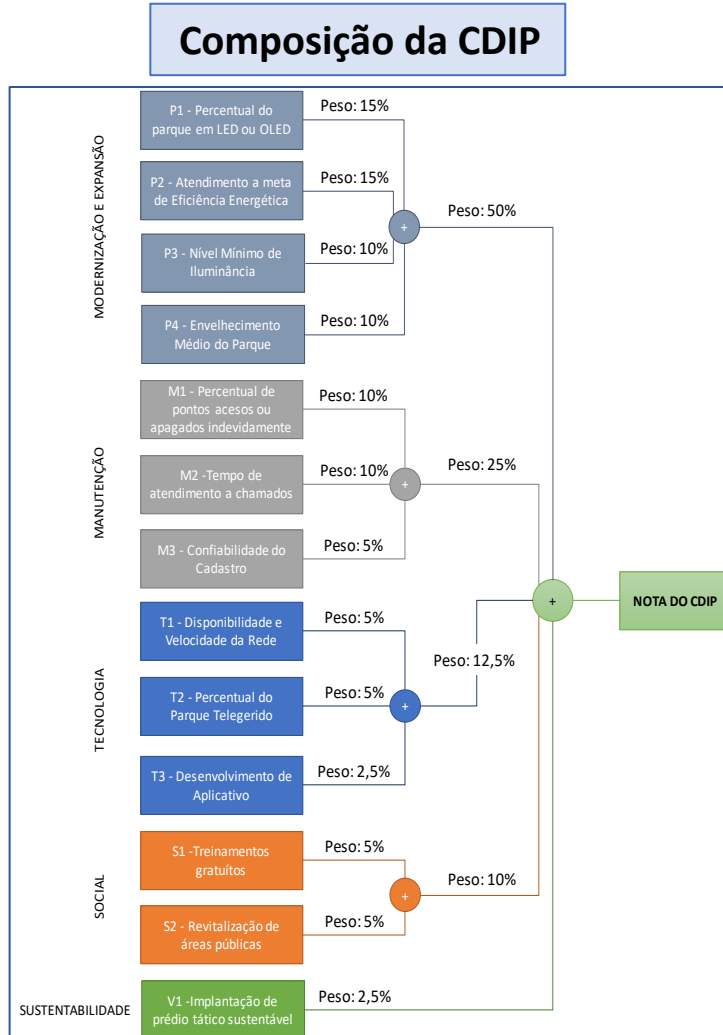 Composição da CDIP
MODERNIZAÇÃO E EXPANSÃO
P1 - Percentual do
parque em LED ou OLED
Peso: 15%
P2 - Atendimento a meta
de Eficiência Energética
Peso: 15%
P3 - Nível Mínimo de
Iluminância
Peso: 10%
P4 - Envelhecimento
Médio do Parque
Peso: 10%
+
Peso: 50%
MANUTENÇÃO
M1 - Percentual de
pontos acesos ou
apagados indevidamente
Peso: 10%
M2 -Tempo de
atendimento a chamados
Peso: 10%
M3 - Confiabilidade do
Cadastro
Peso: 5%
+
Peso: 25%
TECNOLOGIA
T1 - Disponibilidade e
Velocidade da Rede
Peso: 5%
T2 - Percentual do
Parque Telegerido
Peso: 5%
T3 - Desenvolvimento de
Aplicativo
Peso: 2,5%
+
Peso: 12,5%
SOCIAL
S1 -Treinamentos
gratuítos
Peso: 5%
S2 - Revitalização de
áreas públicas
Peso: 5%
+
Peso: 10%
SUSTENTABILIDADE
V1 -Implantação de
prédio tático sustentável
Peso: 2,5%
+
NOTA DO CDIP